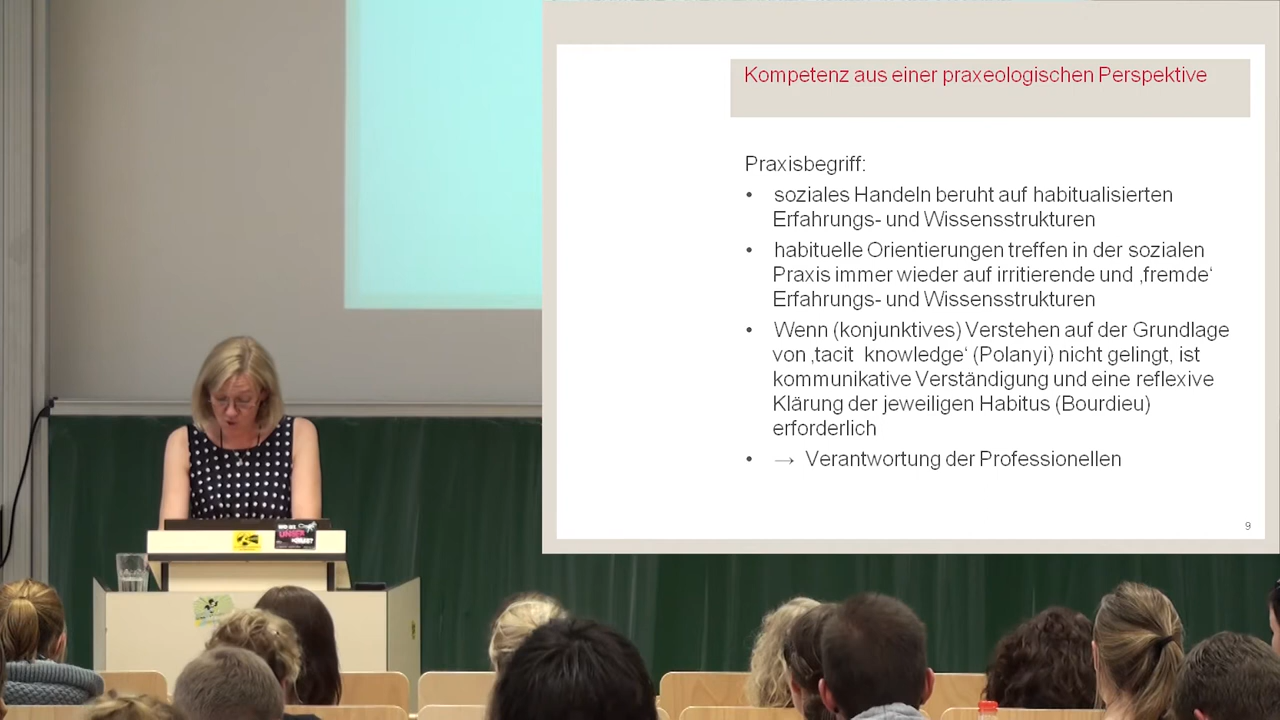 Kompetenz aus einer praxeologischen Perspektive
Praxisbegriff:
• soziales Handeln beruht auf habitualisierten
Erfahrungs- und Wissensstrukturen
• habituelle Orientierungen treffen in der sozialen
Praxis immer wieder auf irritierende und ‚fremde‘
Erfahrungs- und Wissensstrukturen
• Wenn (konjunktives) Verstehen auf der Grundlage
von ‚tacit knowledge‘ (Polanyi) nicht gelingt, ist
kommunikative Verständigung und eine reflexive
Klärung der jeweiligen Habitus (Bourdieu)
erforderlich
• → Verantwortung der Professionellen
9
UNSER